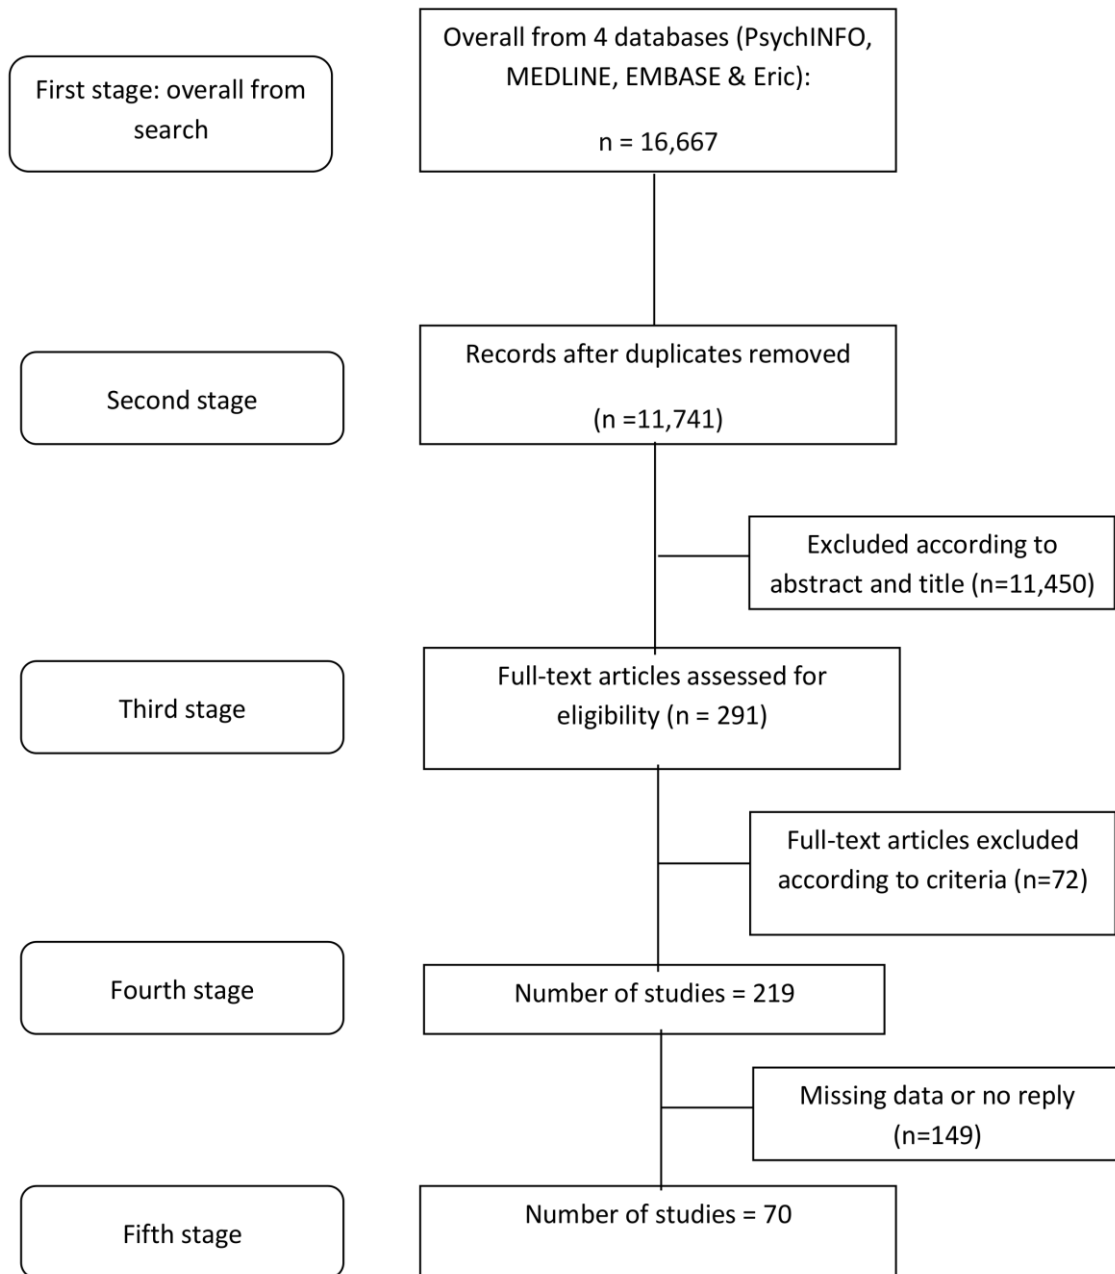 First stage: overall from
search
Overall from 4 databases (PsychINFO,
MEDLINE, EMBASE & Eric):
n = 16,667
Second stage
Records after duplicates removed
(n =11,741)
Excluded according to
abstract and title (n=11,450)
Third stage
Full-text articles assessed for
eligibility (n = 291)
Full-text articles excluded
according to criteria (n=72)
Fourth stage
Number of studies = 219
Missing data or no reply
(n=149)
Fifth stage
Number of studies = 70